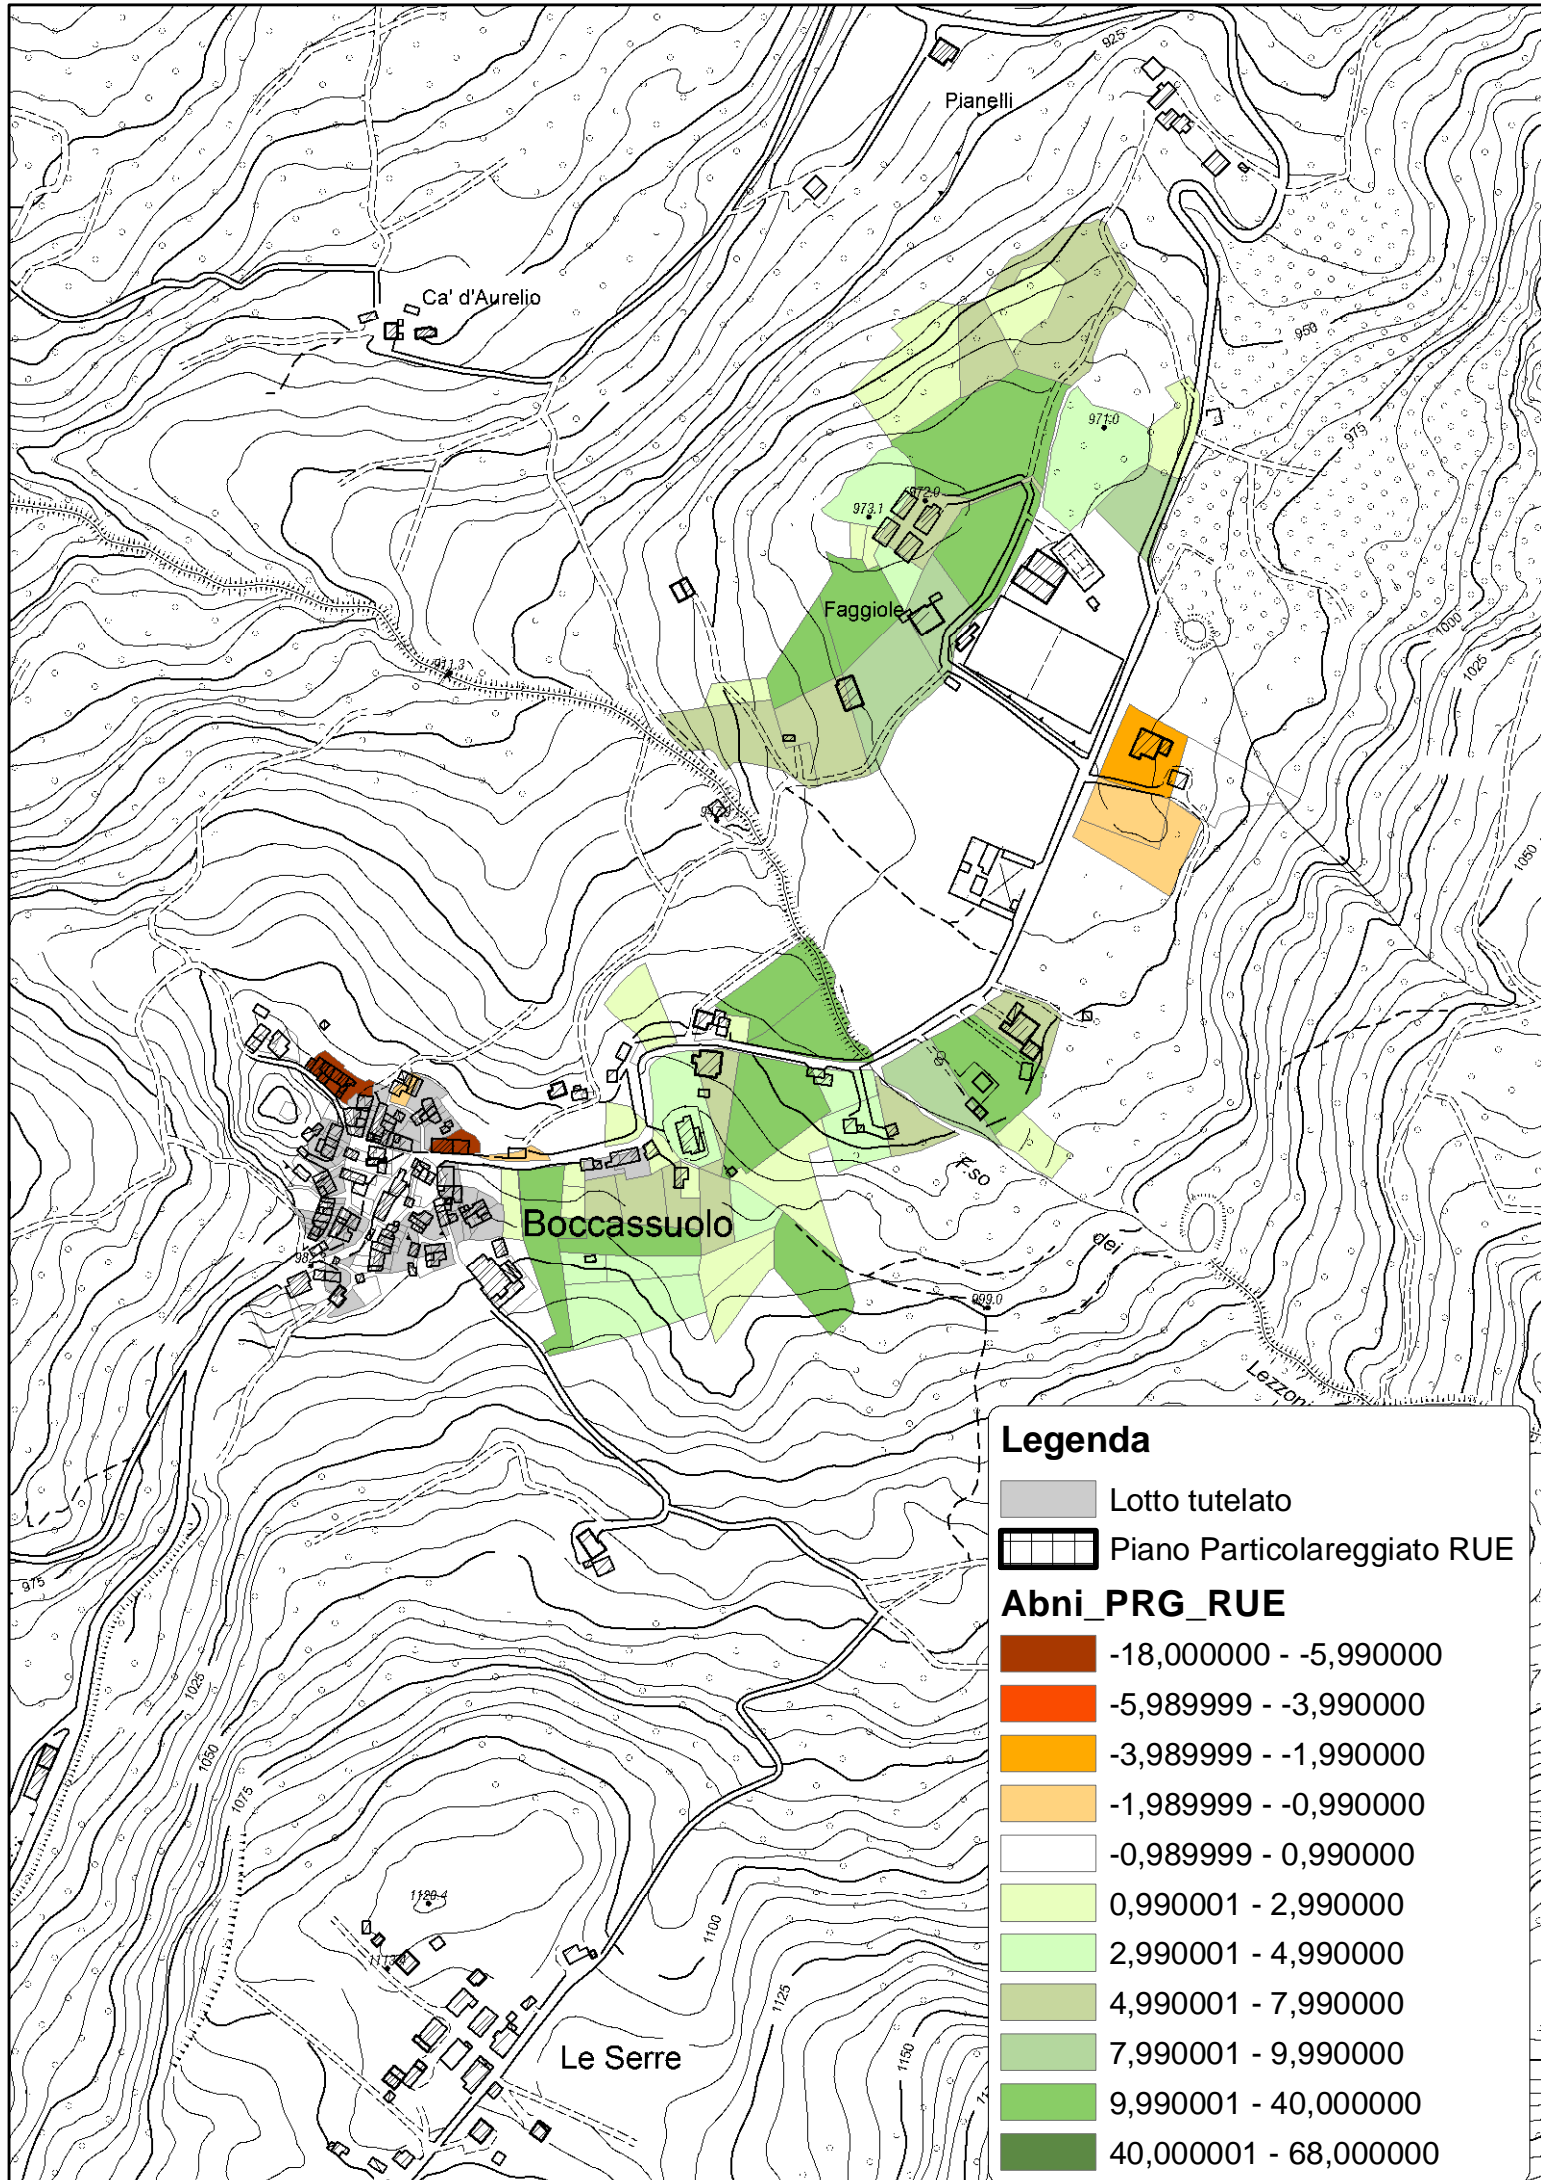 925
Pianelli
Ca' d'Aurelio
950
971.0
975
972.0
973.1
Faggiole
1000
1025
911.3
1050
Boccassuolo
F.so
dei
999.0
Lezzon
975
1025
1050
1075
1120.4
1100
1125
1150
Le Serre
Legenda
Lotto tutelato
Piano Particolareggiato RUE
Abni_PRG_RUE
-18,000000 - -5,990000
-5,989999 - -3,990000
-3,989999 - -1,990000
-1,989999 - -0,990000
-0,989999 - 0,990000
0,990001 - 2,990000
2,990001 - 4,990000
4,990001 - 7,990000
7,990001 - 9,990000
9,990001 - 40,000000
40,000001 - 68,000000